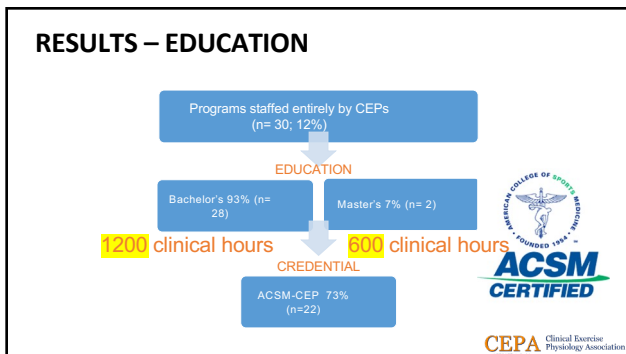 RESULTS – EDUCATION
Programs staffed entirely by CEPs
(n= 30; 12%)
EDUCATION
Bachelor's 93% (n=
28)
Master's 7% (n= 2)
1200 clinical hours
600 clinical hours
CREDENTIAL
ACSM-CEP 73%
(n=22)
AMERICAN COLLEGE OF SPORTS MEDICINE
• FOUNDED 1954 •
ACSM
CERTIFIED
CEPA Clinical Exercise
Physiology Association